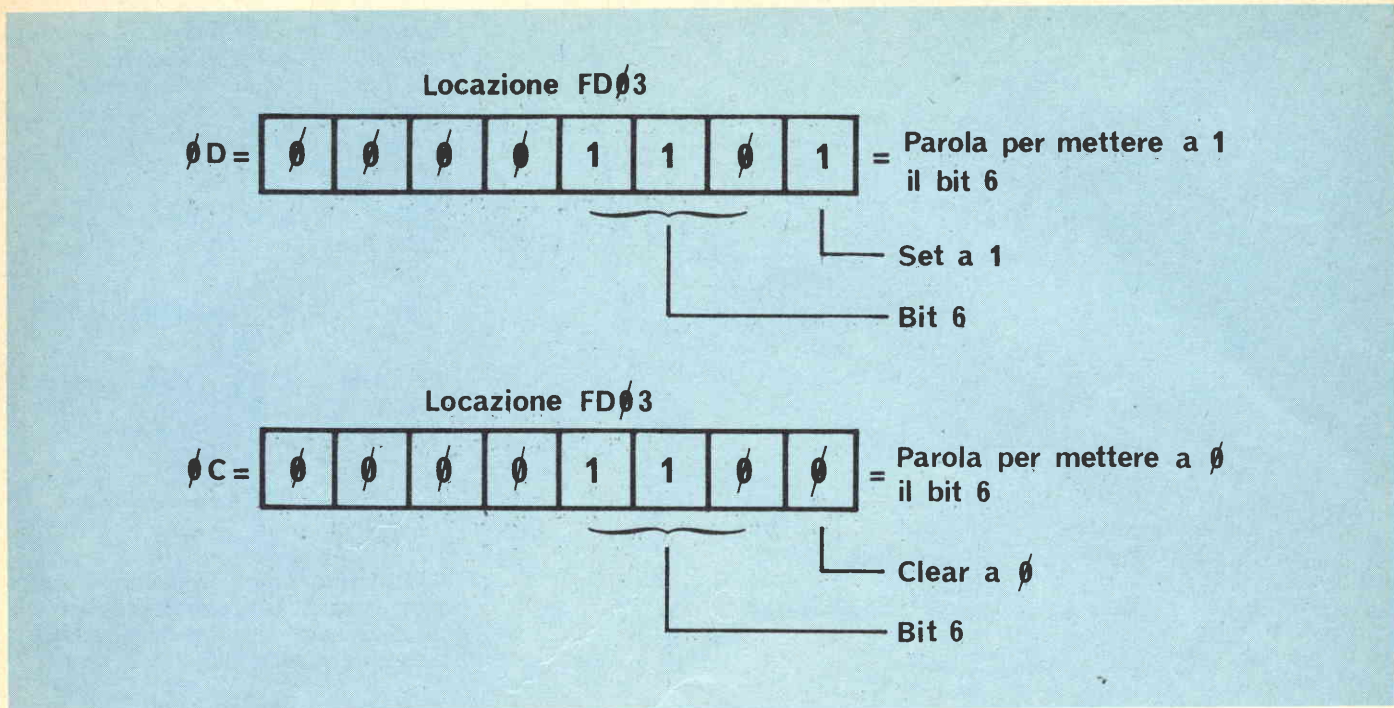 Locazione FDØ3
ØD = Ø Ø Ø Ø 1 1 Ø 1 = Parola per mettere a 1
il bit 6
Set a 1
Bit 6
Locazione FDØ3
ØC = Ø Ø Ø Ø 1 1 Ø Ø = Parola per mettere a Ø
il bit 6
Clear a Ø
Bit 6